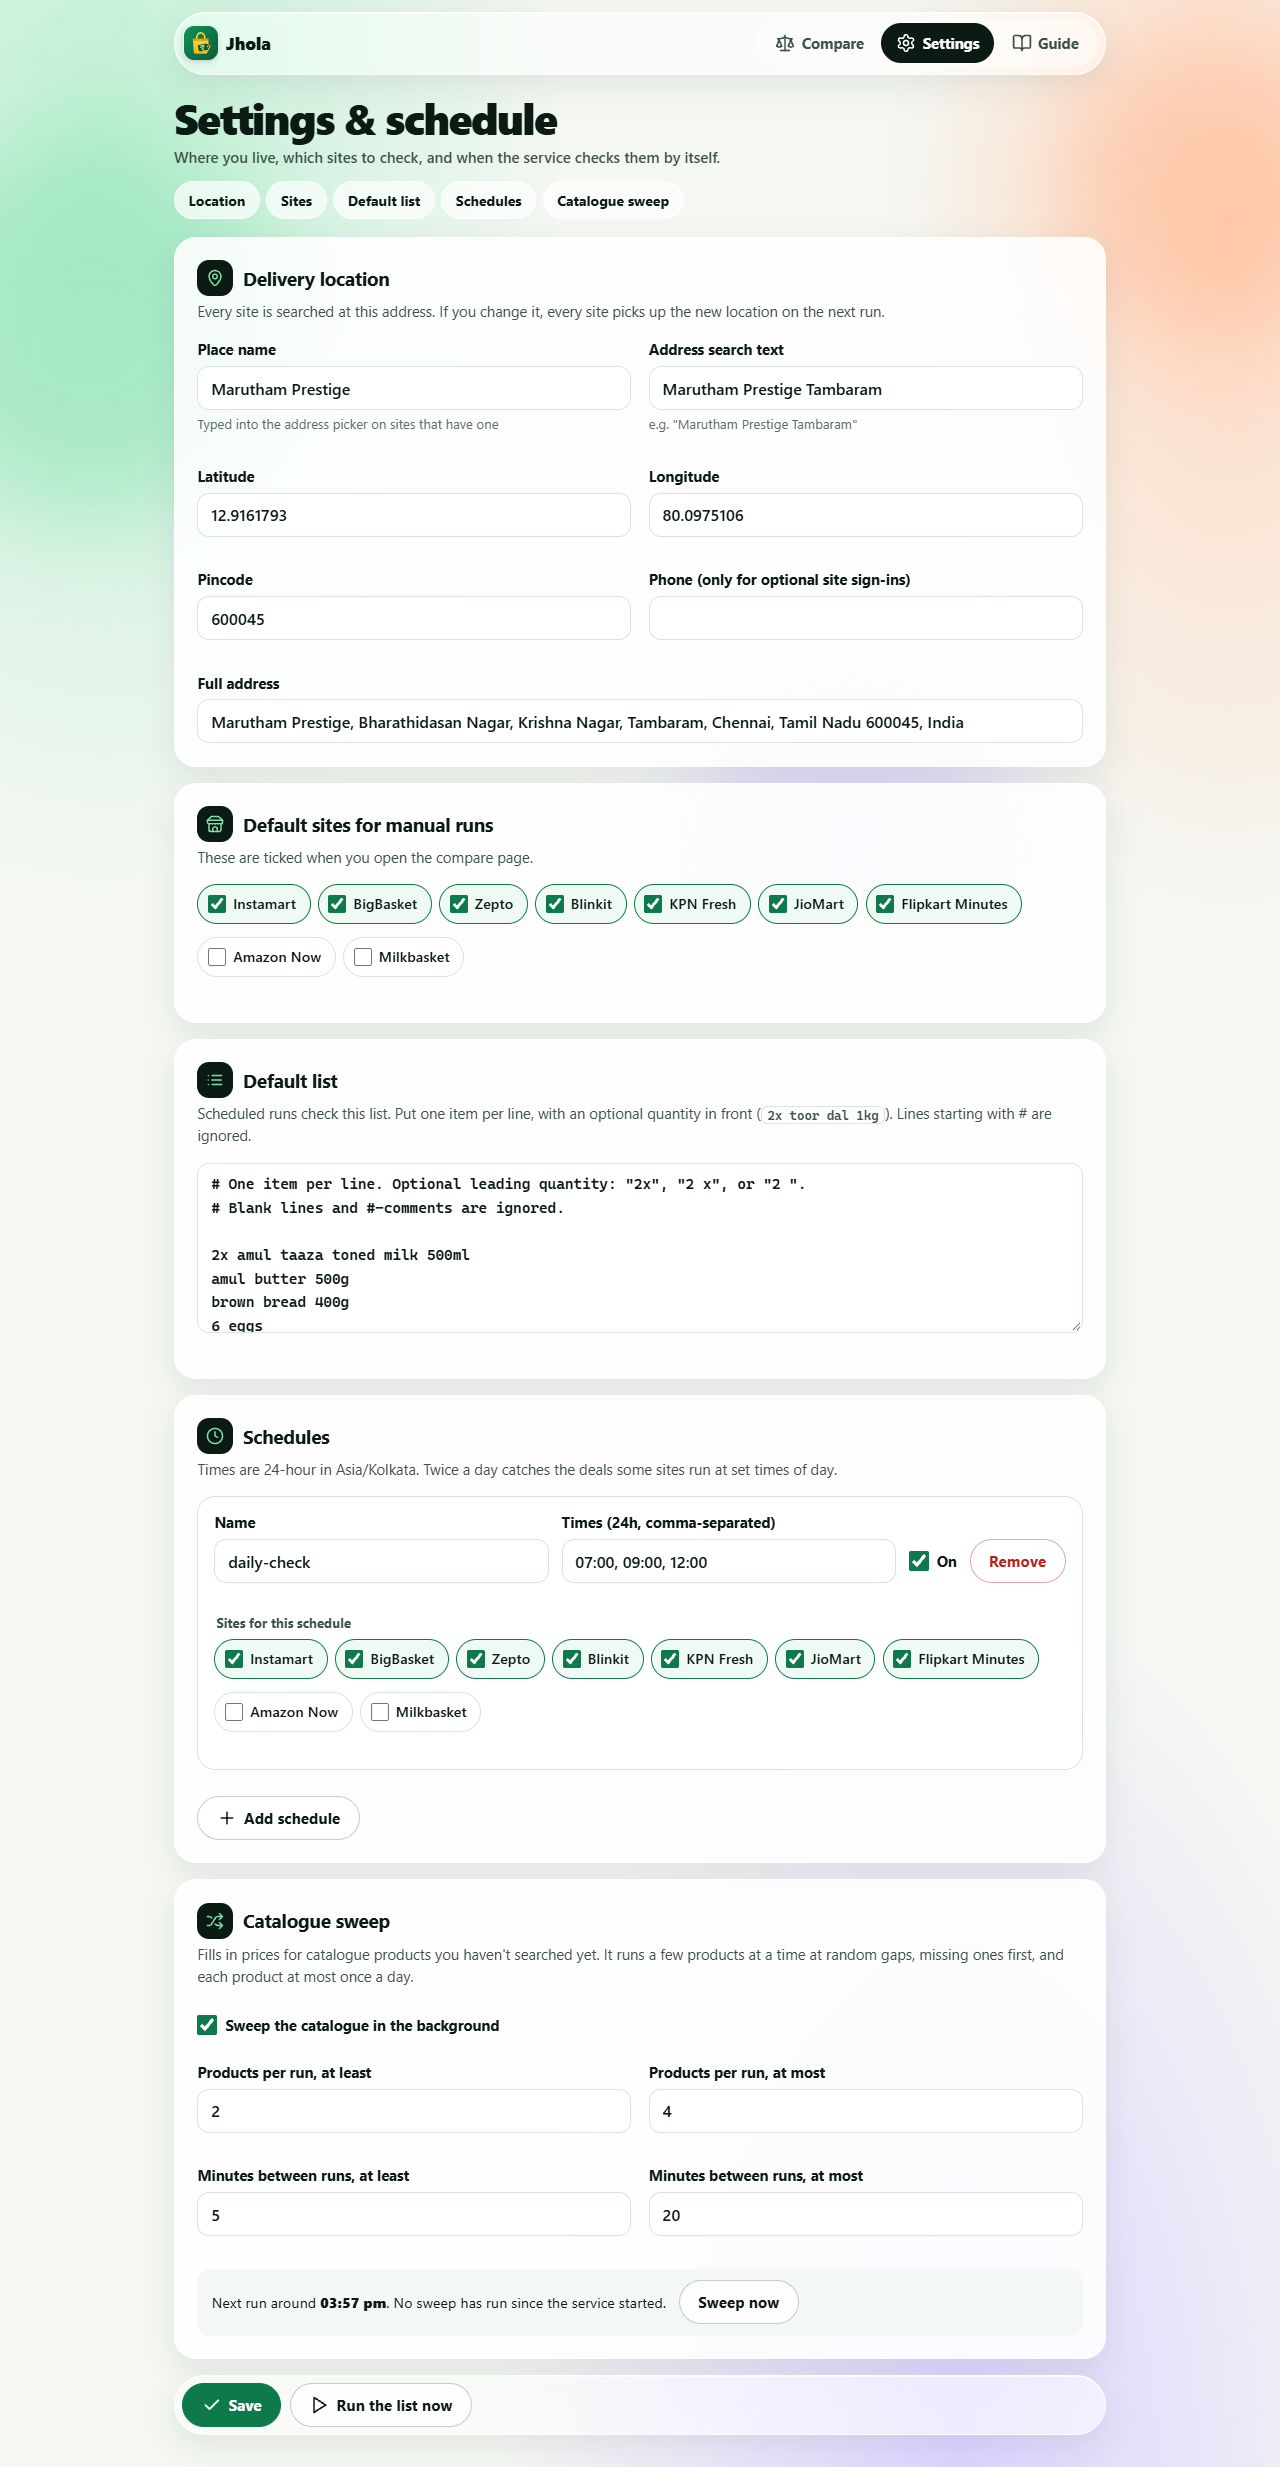 Jhola
Compare
Settings
Guide
Settings & schedule
Where you live, which sites to check, and when the service checks them by itself.
Location
Sites
Default list
Schedules
Catalogue sweep
Delivery location
Every site is searched at this address. If you change it, every site picks up the new location on the next run.
Place name
Address search text
Marutham Prestige
Marutham Prestige Tambaram
Typed into the address picker on sites that have one
e.g. "Marutham Prestige Tambaram"
Latitude
Longitude
12.9161793
80.0975106
Pincode
Phone (only for optional site sign-ins)
600045
Full address
Marutham Prestige, Bharathidasan Nagar, Krishna Nagar, Tambaram, Chennai, Tamil Nadu 600045, India
Default sites for manual runs
These are ticked when you open the compare page.
Instamart
BigBasket
Zepto
Blinkit
KPN Fresh
JioMart
Flipkart Minutes
Amazon Now
Milkbasket
Default list
Scheduled runs check this list. Put one item per line, with an optional quantity in front (2x toor dal 1kg). Lines starting with # are
ignored.
# One item per line. Optional leading quantity: "2x", "2 x", or "2 ".
# Blank lines and #-comments are ignored.
2x amul taaza toned milk 500ml
amul butter 500g
brown bread 400g
6 eggs
Schedules
Times are 24-hour in Asia/Kolkata. Twice a day catches the deals some sites run at set times of day.
Name
Times (24h, comma-separated)
daily-check
07:00, 09:00, 12:00
On
Remove
Sites for this schedule
Instamart
BigBasket
Zepto
Blinkit
KPN Fresh
JioMart
Flipkart Minutes
Amazon Now
Milkbasket
Add schedule
Catalogue sweep
Fills in prices for catalogue products you haven't searched yet. It runs a few products at a time at random gaps, missing ones first, and
each product at most once a day.
Sweep the catalogue in the background
Products per run, at least
Products per run, at most
2
4
Minutes between runs, at least
Minutes between runs, at most
5
20
Next run around 03:57 pm. No sweep has run since the service started.
Sweep now
Save
Run the list now